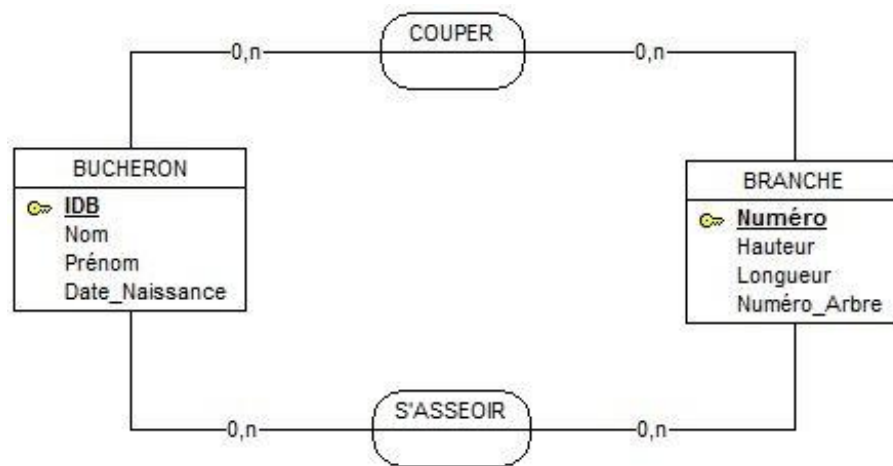 COUPER
0,n
0,n
BUCHERON
IDB
Nom
Prénom
Date_Naissance
BRANCHE
Numéro
Hauteur
Longueur
Numéro_Arbre
S'ASSEOIR
0,n
0,n